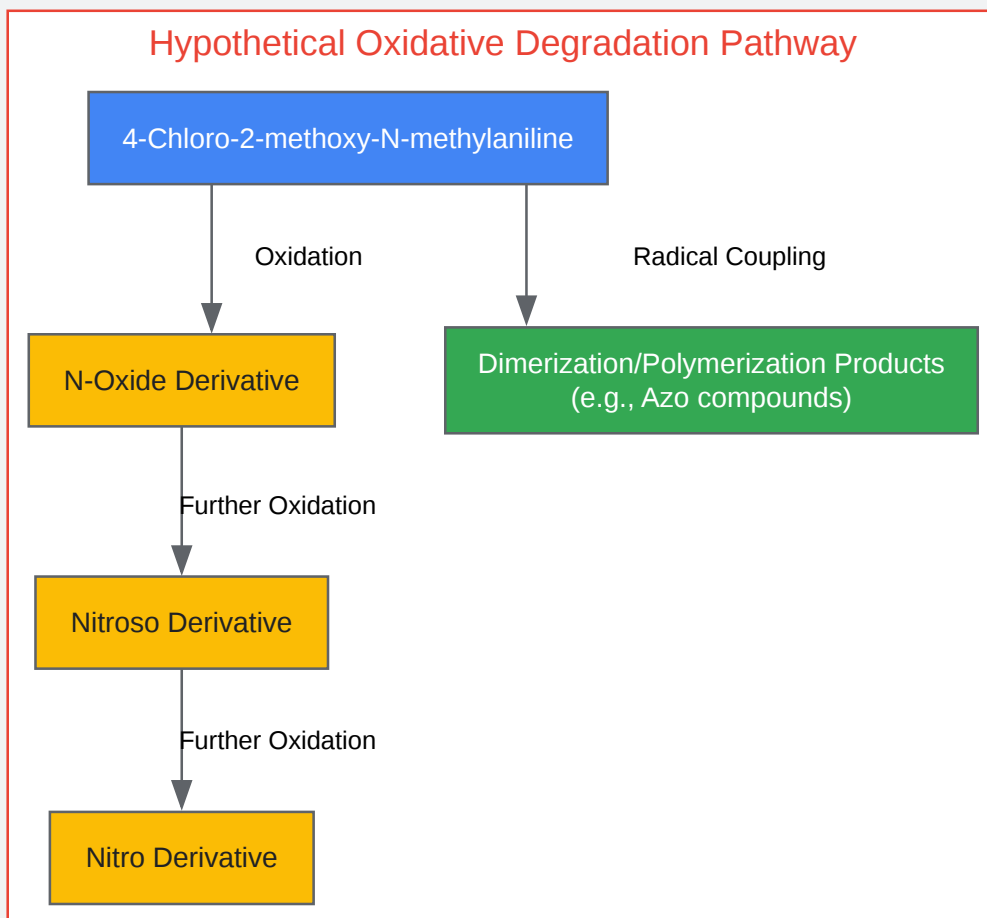 Hypothetical Oxidative Degradation Pathway
4-Chloro-2-methoxy-N-methylaniline
Oxidation
Radical Coupling
N-Oxide Derivative
Dimerization/Polymerization Products
(e.g., Azo compounds)
Further Oxidation
Nitroso Derivative
Further Oxidation
Nitro Derivative